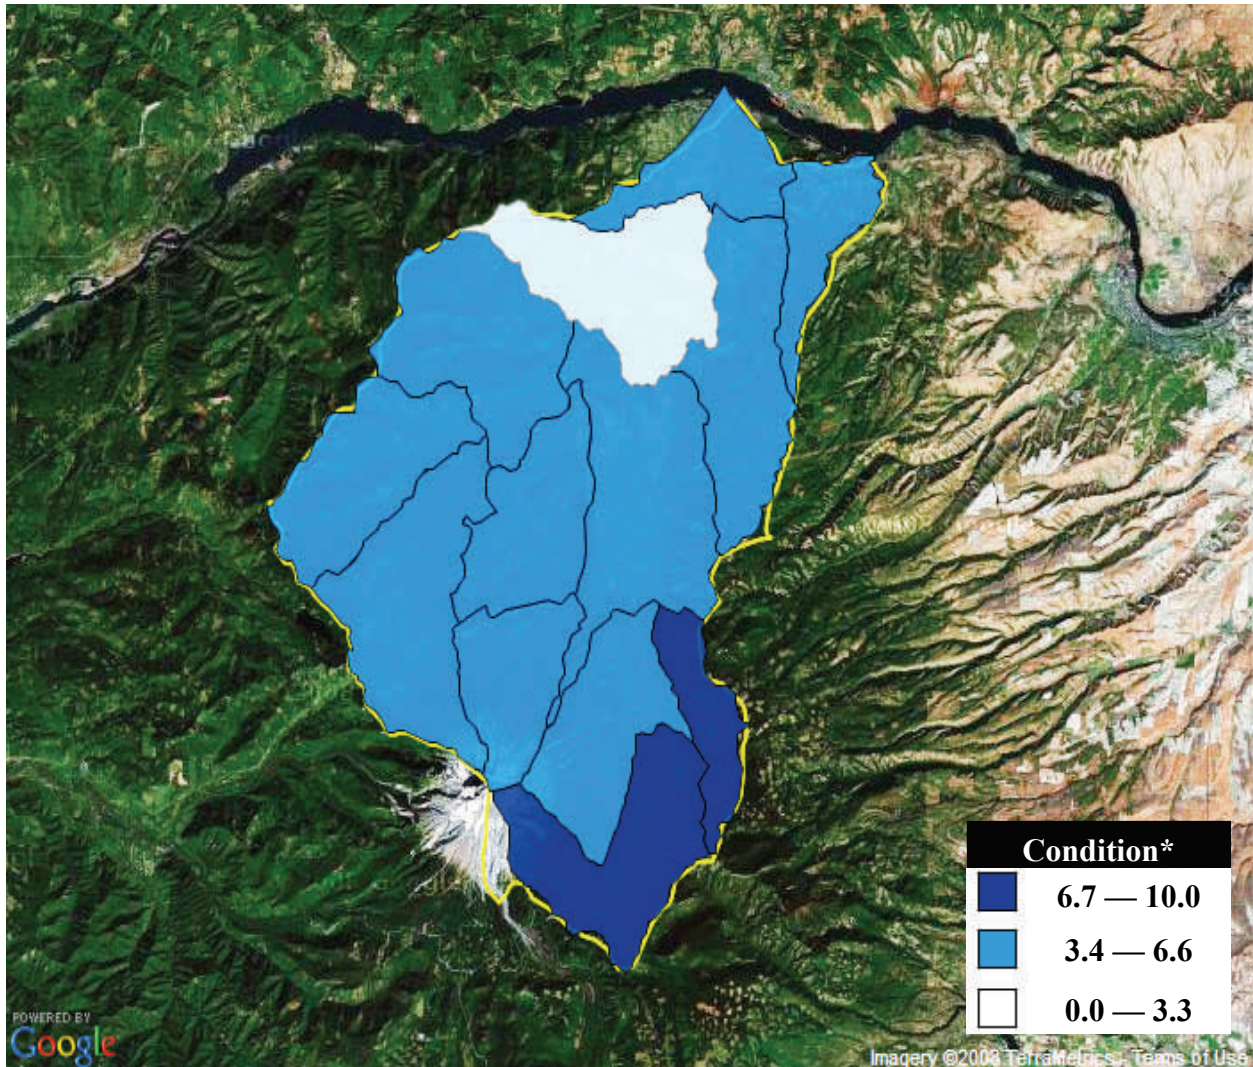 Condition*
6.7 — 10.0
3.4 — 6.6
0.0 — 3.3
POWERED BY
Google
Imagery ©2008 TerraMetrics - Terms of Use